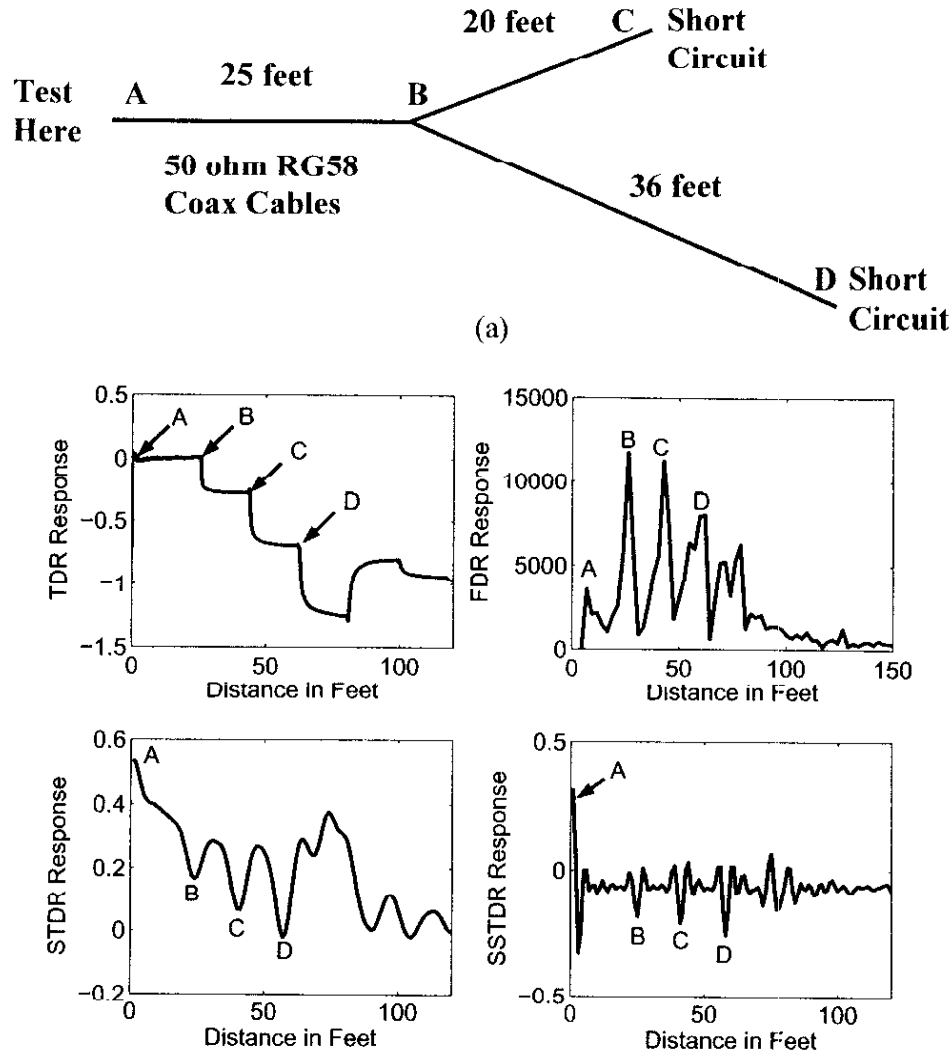 20 feet
C Short
Circuit
25 feet
Test
Here
A
B
50 ohm RG58
Coax Cables
36 feet
D Short
Circuit
(a)
0.5
0
−0.5
−1
−1.5
TDR Response
A
B
C
D
0
50
100
Distance in Feet
15000
10000
5000
0
FDR Response
A
B
C
D
0
50
100
150
Distance in Feet
0.6
0.4
0.2
0
−0.2
STDR Response
A
B
C
D
0
50
100
Distance in Feet
0.5
0
−0.5
SSTDR Response
A
B
C
D
0
50
100
Distance in Feet